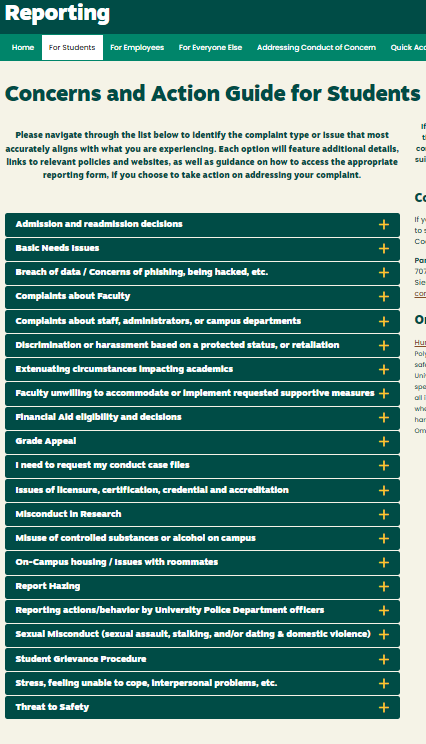 Reporting
Home For Students For Employees For Everyone Else Addressing Conduct of Concern Quick
Concerns and Action Guide for Students
Please navigate through the list below to identify the complaint type or issue that most
accurately aligns with what you are experiencing. Each option will feature additional details,
links to relevant policies and websites, as well as guidance on how to access the appropriate
reporting form, if you choose to take action on addressing your complaint.
Admission and readmission decisions
Basic Needs Issues
Breach of data / Concerns of phishing, being hacked, etc.
Complaints about Faculty
Complaints about staff, administrators, or campus departments
Discrimination or harassment based on a protected status, or retaliation
Extenuating circumstances impacting academics
Faculty unwilling to accommodate or implement requested supportive measures
Financial Aid eligibility and decisions
Grade Appeal
I need to request my conduct case files
Issues of licensure, certification, credential and accreditation
Misconduct in Research
Misuse of controlled substances or alcohol on campus
On-Campus housing / Issues with roommates
Report Hazing
Reporting actions/behavior by University Police Department officers
Sexual Misconduct (sexual assault, stalking, and/or dating & domestic violence)
Student Grievance Procedure
Stress, feeling unable to cope, interpersonal problems, etc.
Threat to Safety